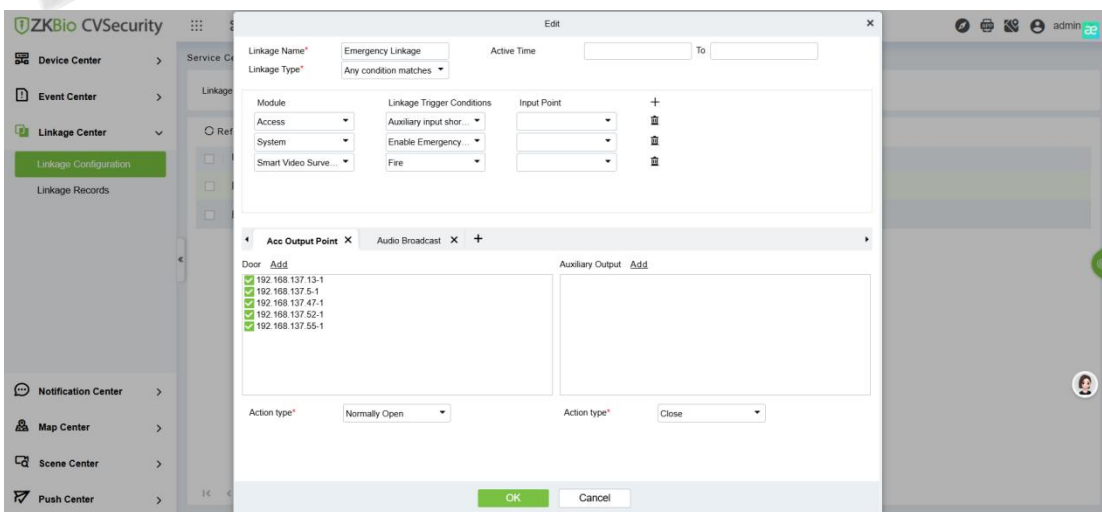 ZKBio CVSecurity
Edit
admin
Device Center
Event Center
Linkage Center
Linkage Configuration
Linkage Records
Notification Center
Map Center
Scene Center
Push Center
Service Ce
Linkage
Ref
Linkage Name* Emergency Linkage Active Time To
Linkage Type* Any condition matches
Module Linkage Trigger Conditions Input Point
Access Auxiliary input shor...
System Enable Emergency...
Smart Video Surve... Fire
Acc Output Point Audio Broadcast
Door Add Auxiliary Output Add
192.168.137.13-1
192.168.137.5-1
192.168.137.47-1
192.168.137.52-1
192.168.137.55-1
Action type* Normally Open Action type* Close
OK Cancel